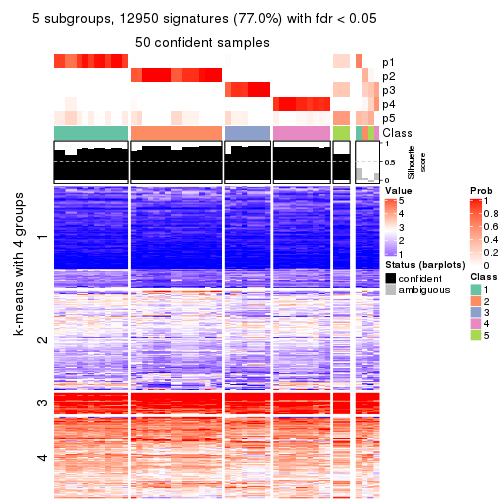 5 subgroups, 12950 signatures (77.0%) with fdr < 0.05
50 confident samples
p1
p2
p3
p4
p5
Class
1
0.5
0
Silhouette
score
k-means with 4 groups
1
2
3
4
Value
5
4
3
2
1
Status (barplots)
confident
ambiguous
Prob
1
0.8
0.6
0.4
0.2
0
Class
1
2
3
4
5